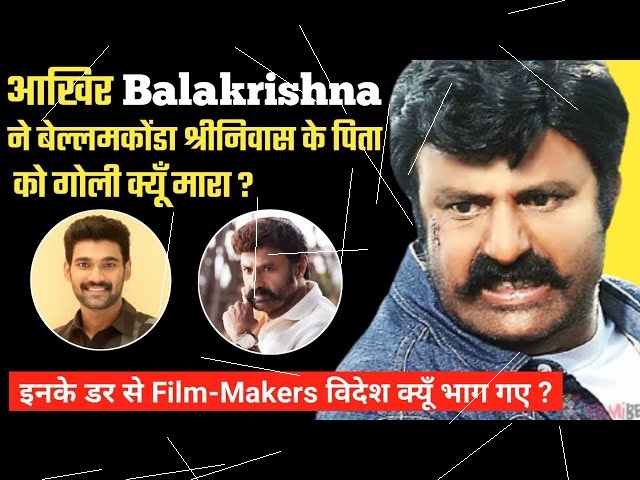 आखिर Balakrishna
ने बेल्लमकोंडा श्रीनिवास के पिता
को गोली क्यूँ मारा ?
इनके डर से Film-Makers विदेश क्यूँ भाग गए ?